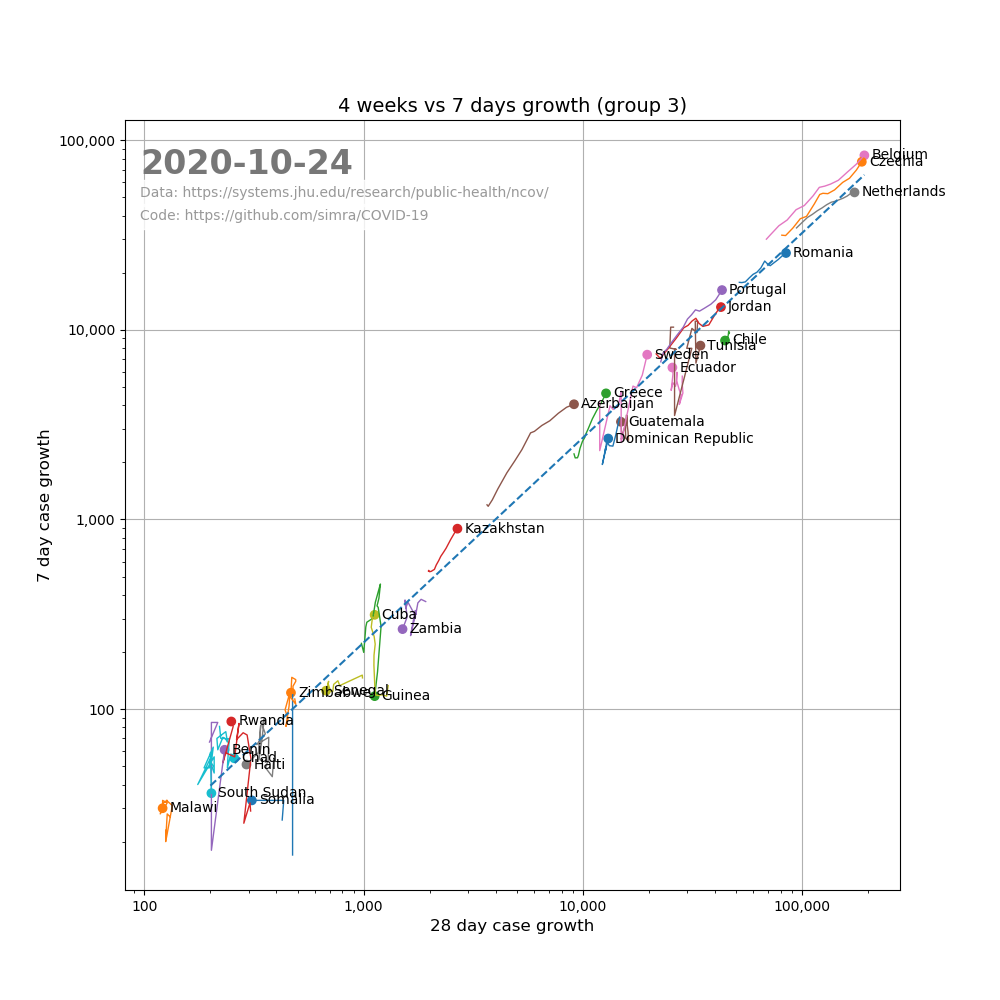 4 weeks vs 7 days growth (group 3)
100,000
2020-10-24
Data: https://systems.jhu.edu/research/public-health/ncov/
Code: https://github.com/simra/COVID-19
Belgium
Czechia
Netherlands
Romania
Portugal
Jordan
10,000
Chile
Tunisia
Sweden
Ecuador
Greece
Azerbaijan
Guatemala
Dominican Republic
7 day case growth
1,000
Kazakhstan
Cuba
Zambia
Zimbabwe
Senegal
Guinea
100
Rwanda
Benin
Chad
Haiti
South Sudan
Somalia
Malawi
100
1,000
10,000
100,000
28 day case growth